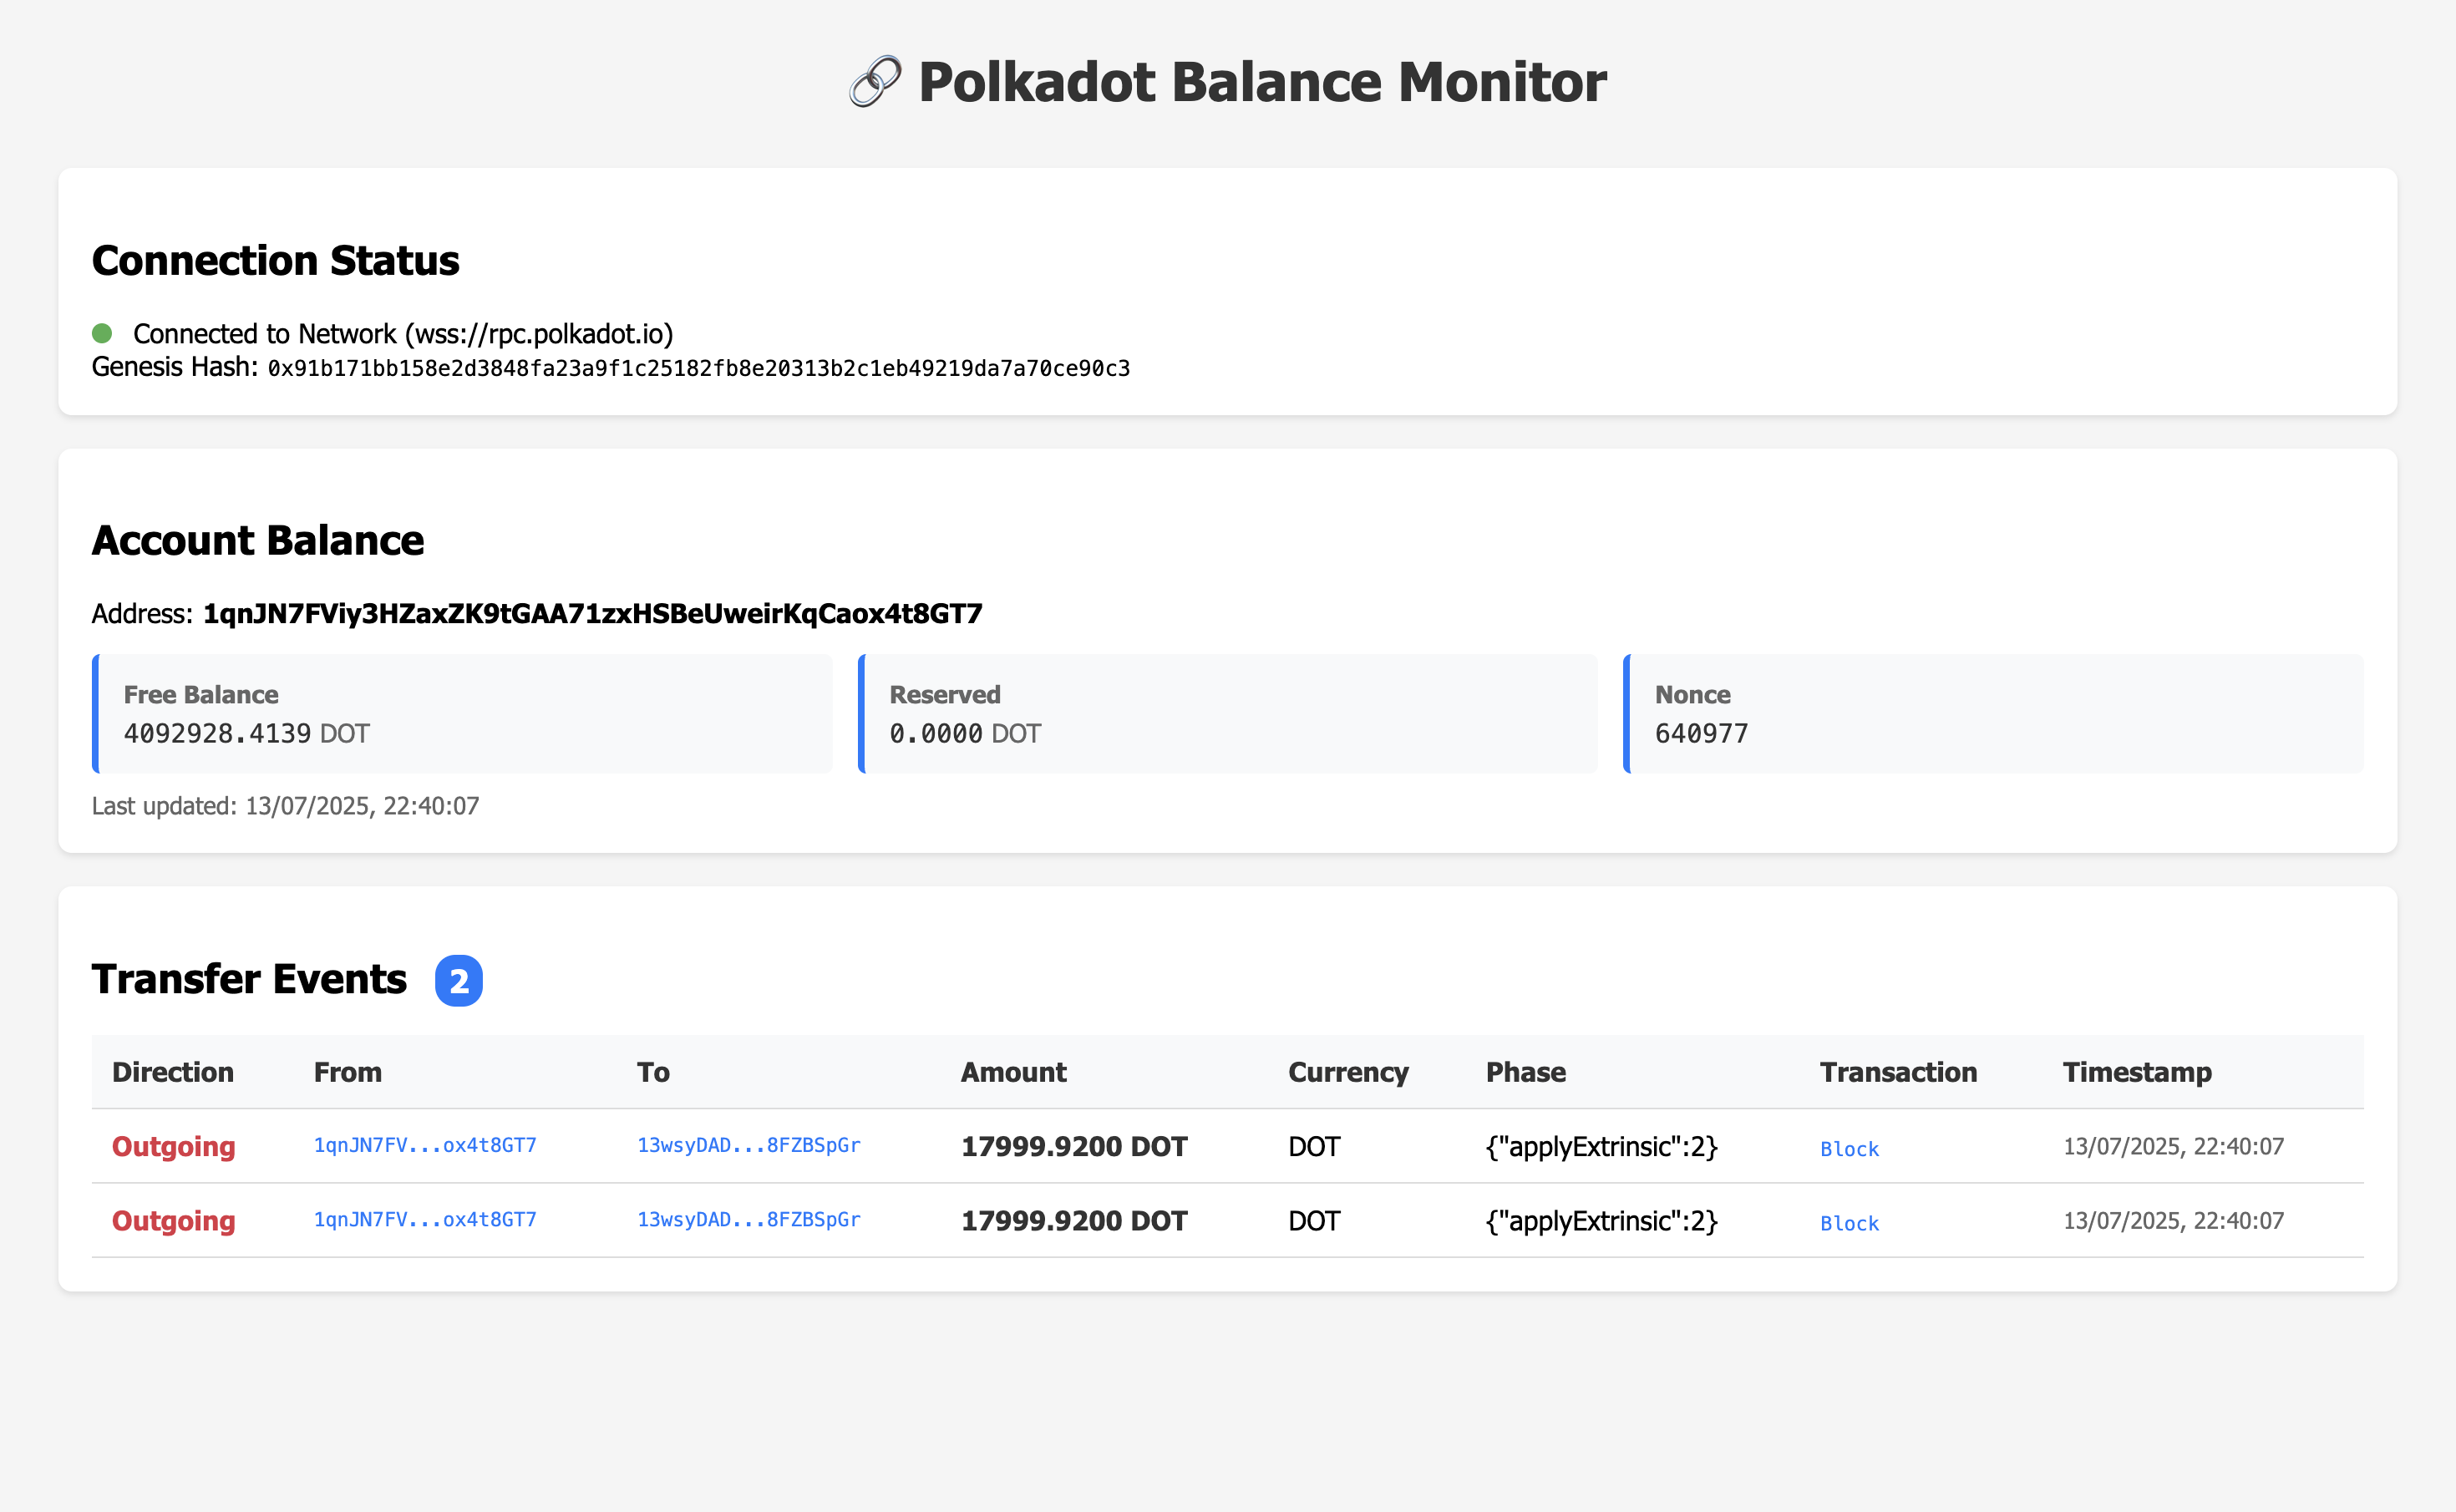 🔗 Polkadot Balance Monitor
Connection Status
Connected to Network (wss://rpc.polkadot.io)
Genesis Hash: 0x91b171bb158e2d3848fa23a9f1c25182fb8e20313b2c1eb49219da7a70ce90c3
Account Balance
Address: 1qnJN7FViy3HZaxZK9tGAA71zxHSBeUweirKqCaox4t8GT7
Free Balance Reserved Nonce
4092928.4139 DOT 0.0000 DOT 640977
Last updated: 13/07/2025, 22:40:07
Transfer Events 2
Direction From To Amount Currency Phase Transaction Timestamp
Outgoing 1qnJN7FV...ox4t8GT7 13wsyDAD...8FZBSpGr 17999.9200 DOT DOT {"applyExtrinsic":2} Block 13/07/2025, 22:40:07
Outgoing 1qnJN7FV...ox4t8GT7 13wsyDAD...8FZBSpGr 17999.9200 DOT DOT {"applyExtrinsic":2} Block 13/07/2025, 22:40:07